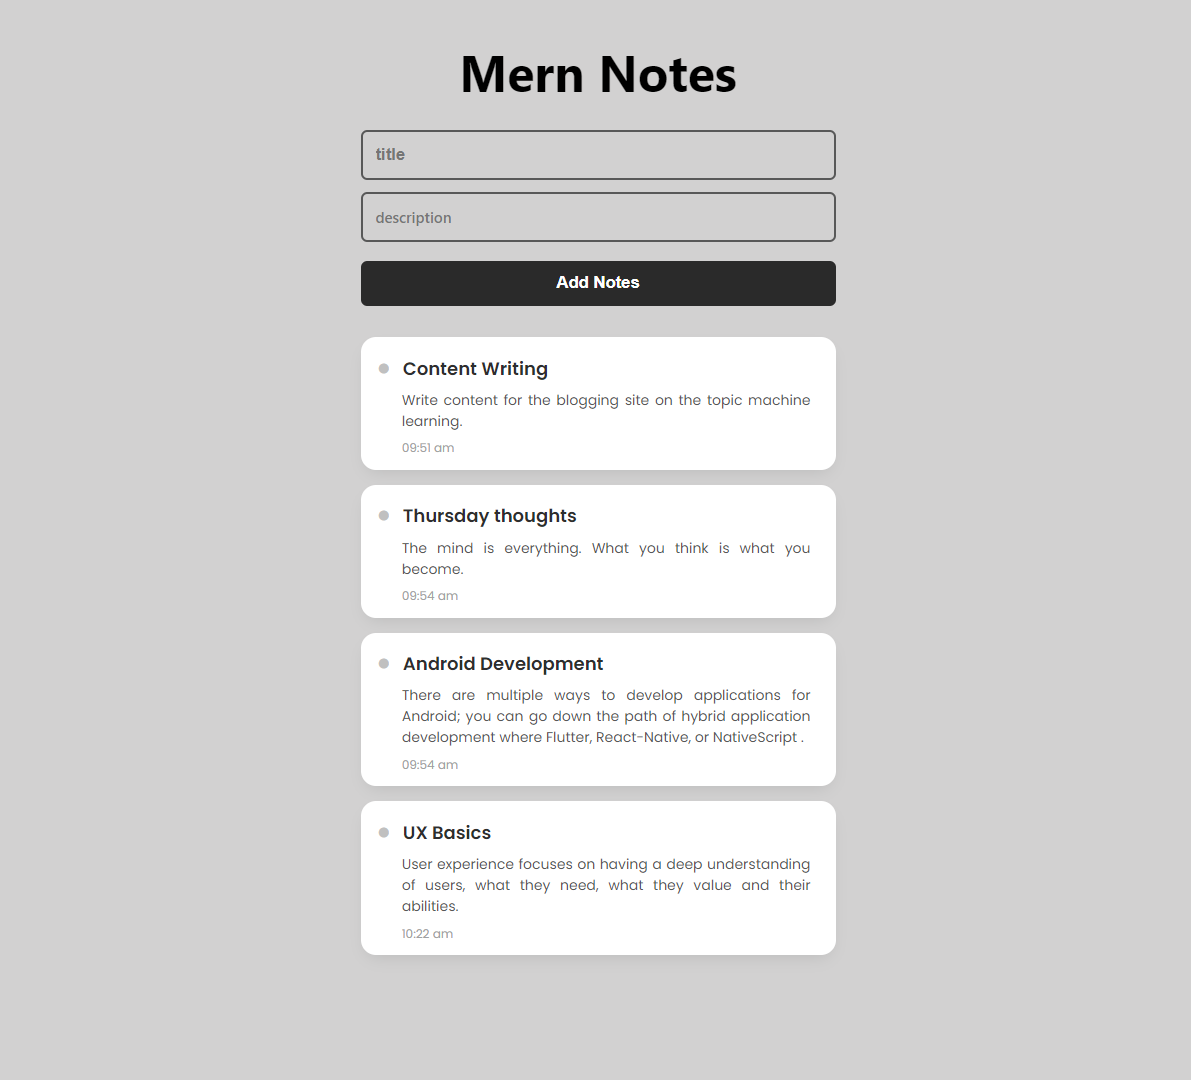 Mern Notes
title
description
Add Notes
Content Writing
Write content for the blogging site on the topic machine
learning.
09:51 am
Thursday thoughts
The mind is everything. What you think is what you
become.
09:54 am
Android Development
There are multiple ways to develop applications for
Android; you can go down the path of hybrid application
development where Flutter, React-Native, or NativeScript .
09:54 am
UX Basics
User experience focuses on having a deep understanding
of users, what they need, what they value and their
abilities.
10:22 am